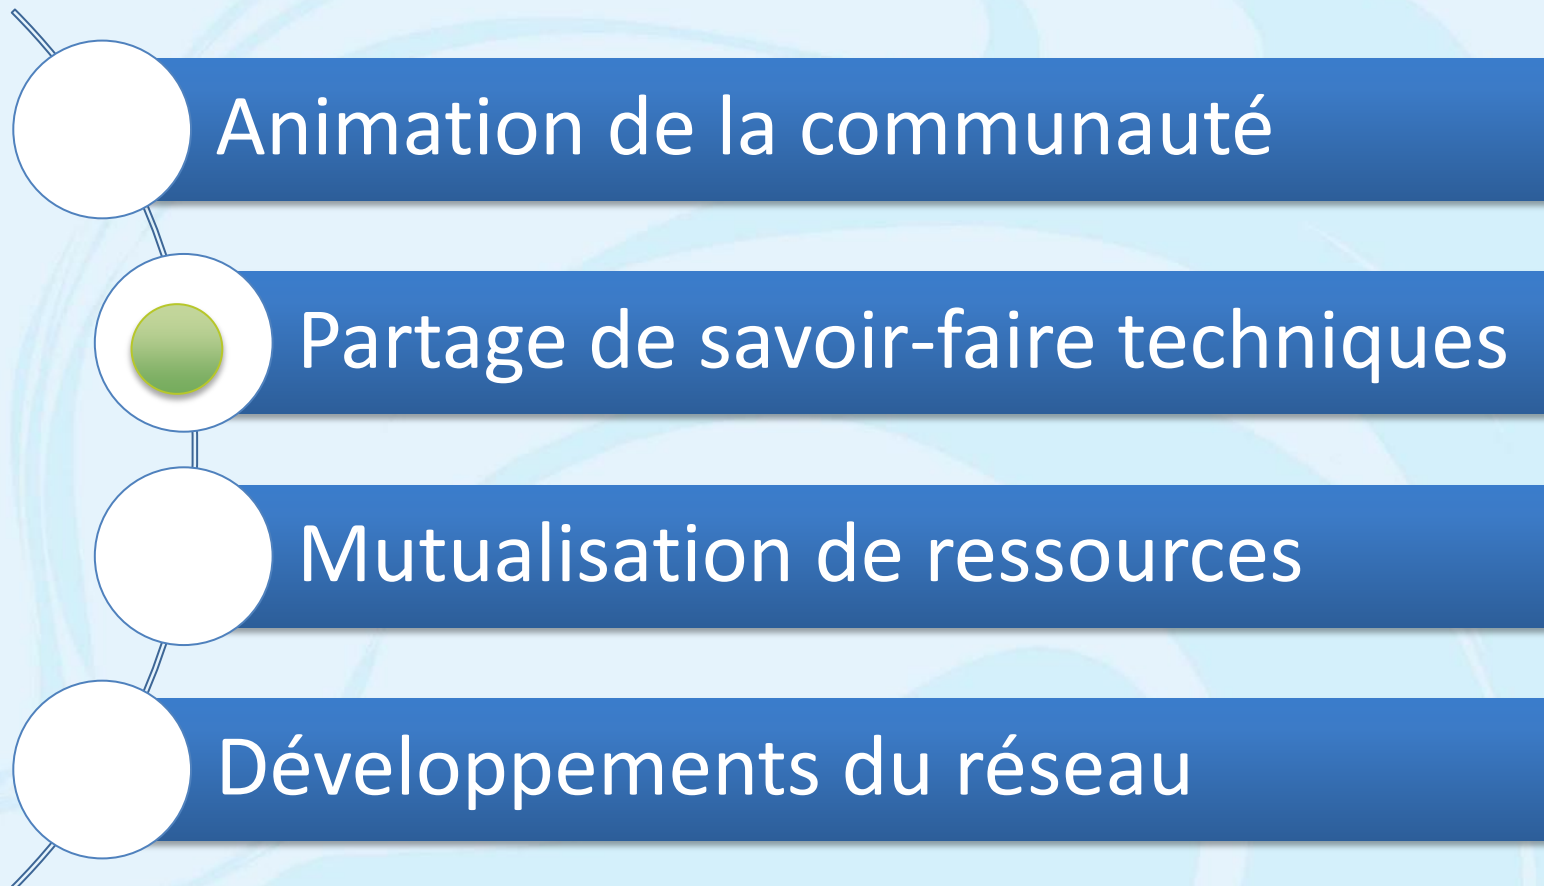 Animation de la communauté
Partage de savoir-faire techniques
Mutualisation de ressources
Développements du réseau